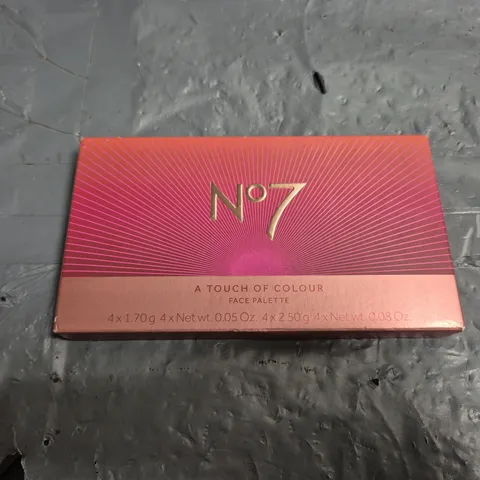 No7
A TOUCH OF COLOUR
FACE PALETTE
4 x 1.70 g 4 x Net wt. 0.05 Oz. 4 x 2.50 g 4 x Net wt. 0.08 Oz.